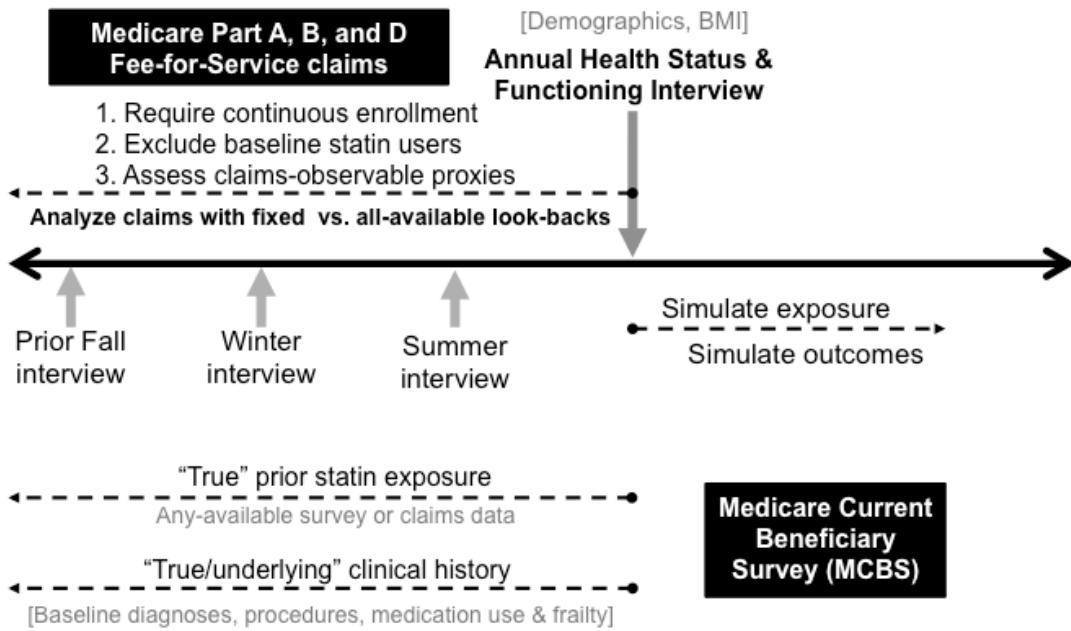 Medicare Part A, B, and D
Fee-for-Service claims
[Demographics, BMI]
Annual Health Status &
Functioning Interview
1. Require continuous enrollment
2. Exclude baseline statin users
3. Assess claims-observable proxies
Analyze claims with fixed vs. all-available look-backs
Prior Fall
interview
Winter
interview
Summer
interview
Simulate exposure
Simulate outcomes
“True” prior statin exposure
Any-available survey or claims data
“True/underlying” clinical history
[Baseline diagnoses, procedures, medication use & frailty]
Medicare Current
Beneficiary
Survey (MCBS)